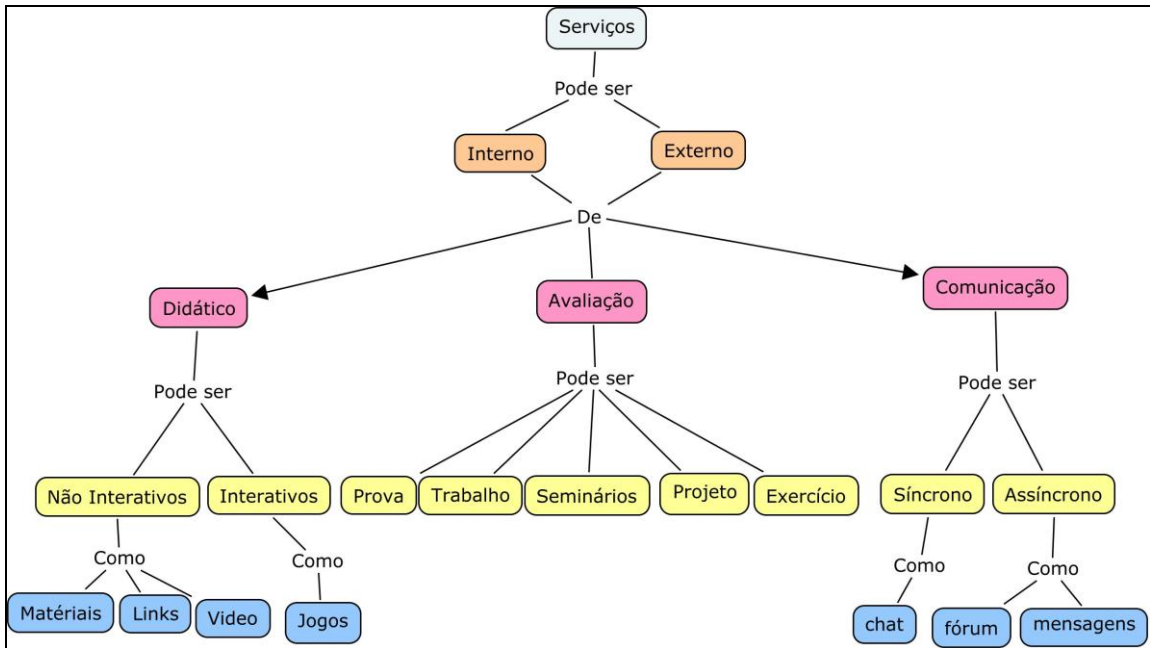 Serviços
Pode ser
Interno
Externo
De
Didático
Avaliação
Comunicação
Pode ser
Pode ser
Pode ser
Não Interativos
Interativos
Prova
Trabalho
Seminários
Projeto
Exercício
Síncrono
Assíncrono
Como
Como
Como
Como
Matériais
Links
Video
Jogos
chat
fórum
mensagens